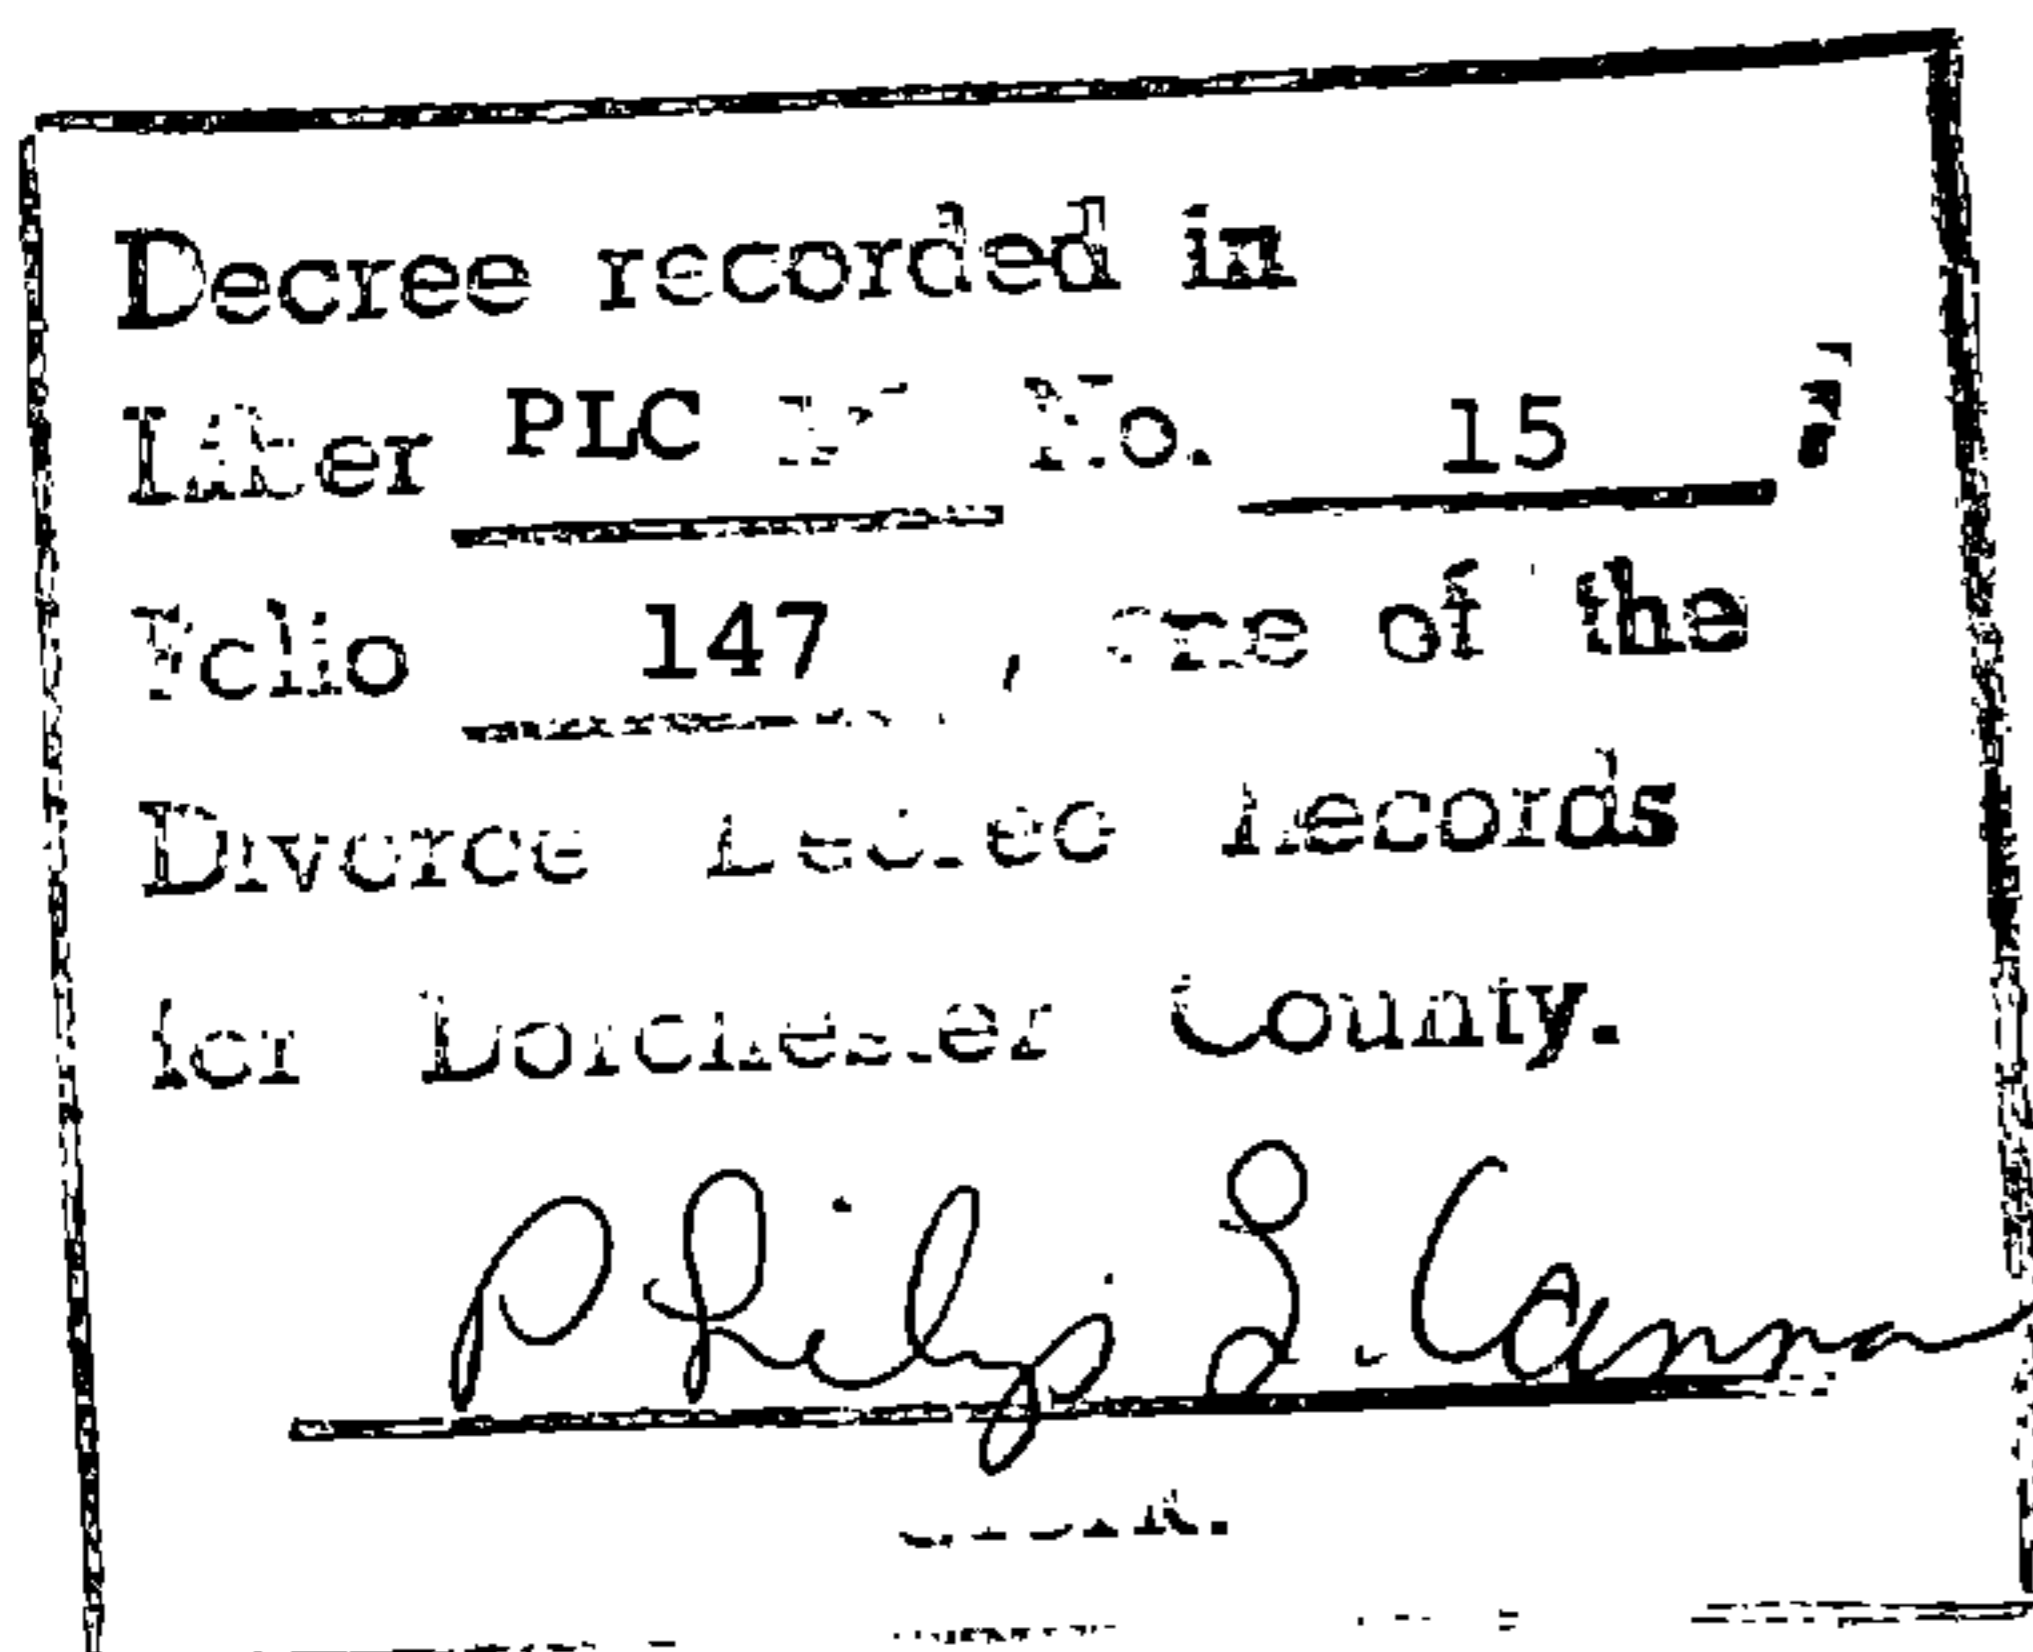 Decree recorded in
Liber PLC No. 15,
Folio 147, one of the
Divorce Decree Records
for Dorchester County.
Philip L. Canna
Clerk.